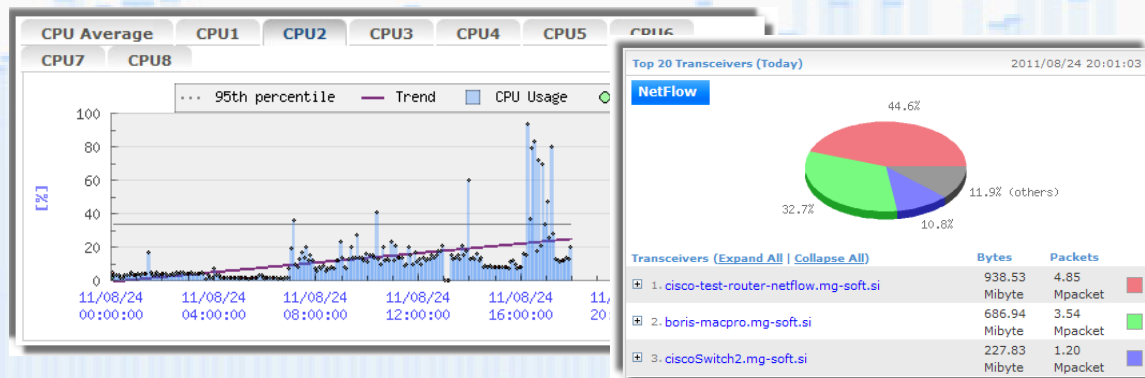 CPU Average CPU1 CPU2 CPU3 CPU4 CPU5 CPU6
CPU7 CPU8
95th percentile Trend CPU Usage
[%]
100
80
60
40
20
0
11/08/24 11/08/24 11/08/24 11/08/24 11/08/24 11/
00:00:00 04:00:00 08:00:00 12:00:00 16:00:00 20:
Top 20 Transceivers (Today) 2011/08/24 20:01:03
NetFlow
44.6%
11.9% (others)
32.7%
10.8%
Transceivers (Expand All | Collapse All) Bytes Packets
1. cisco-test-router-netflow.mg-soft.si 938.53 Mibyte 4.85 Mpacket
2. boris-macpro.mg-soft.si 686.94 Mibyte 3.54 Mpacket
3. ciscoSwitch2.mg-soft.si 227.83 Mibyte 1.20 Mpacket